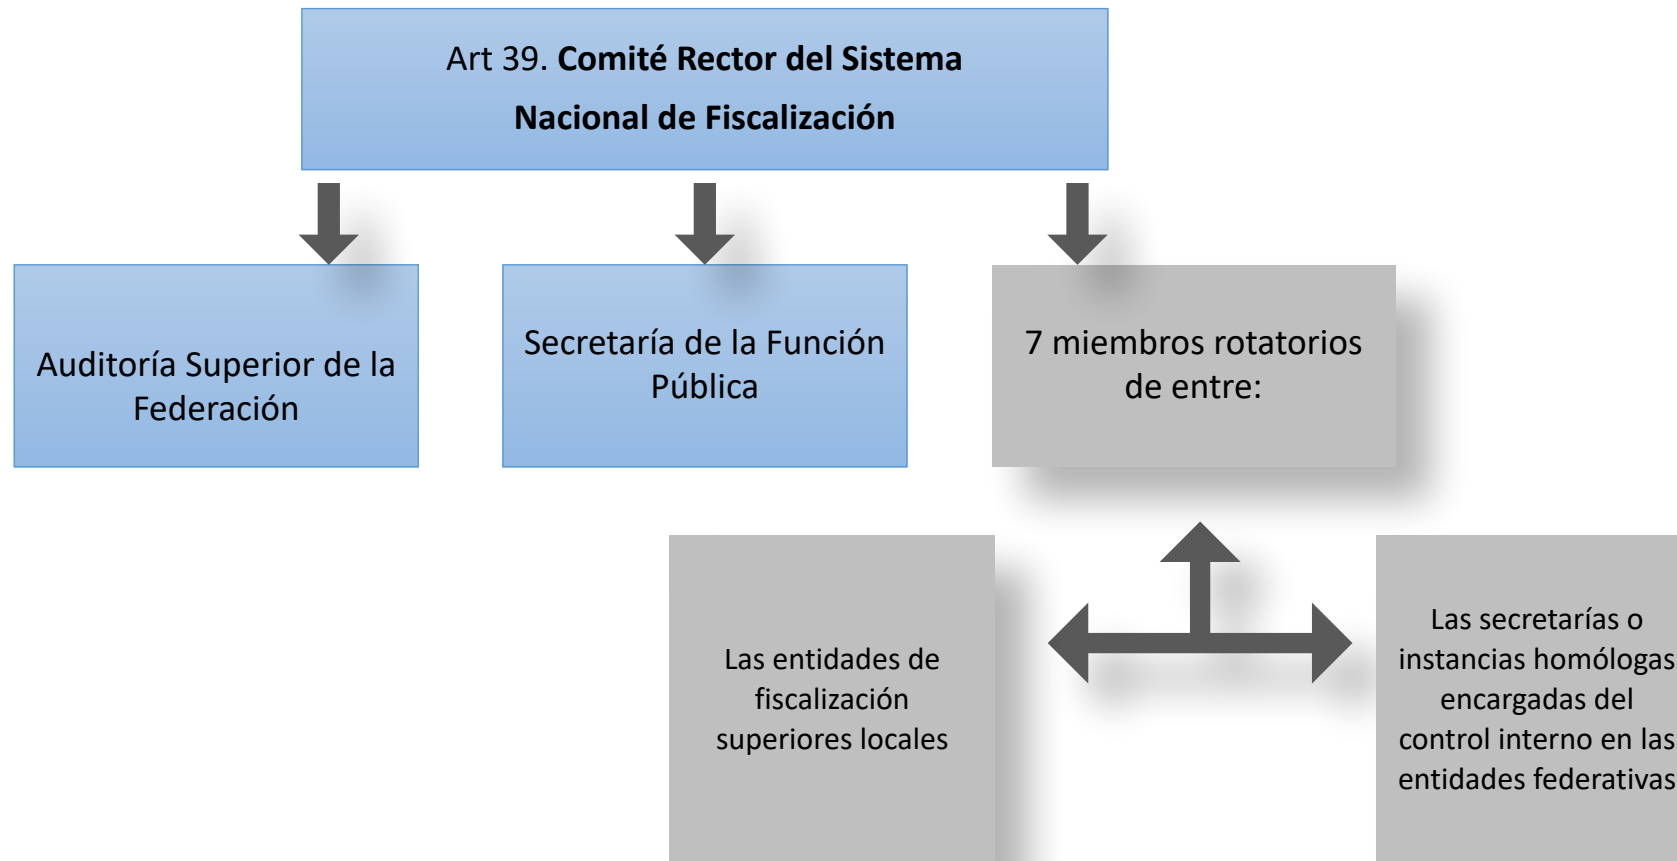 Art 39. Comité Rector del Sistema
Nacional de Fiscalización
Auditoría Superior de la
Federación
Secretaría de la Función
Pública
7 miembros rotatorios
de entre:
Las entidades de
fiscalización
superiores locales
Las secretarías o
instancias homólogas
encargadas del
control interno en las
entidades federativas